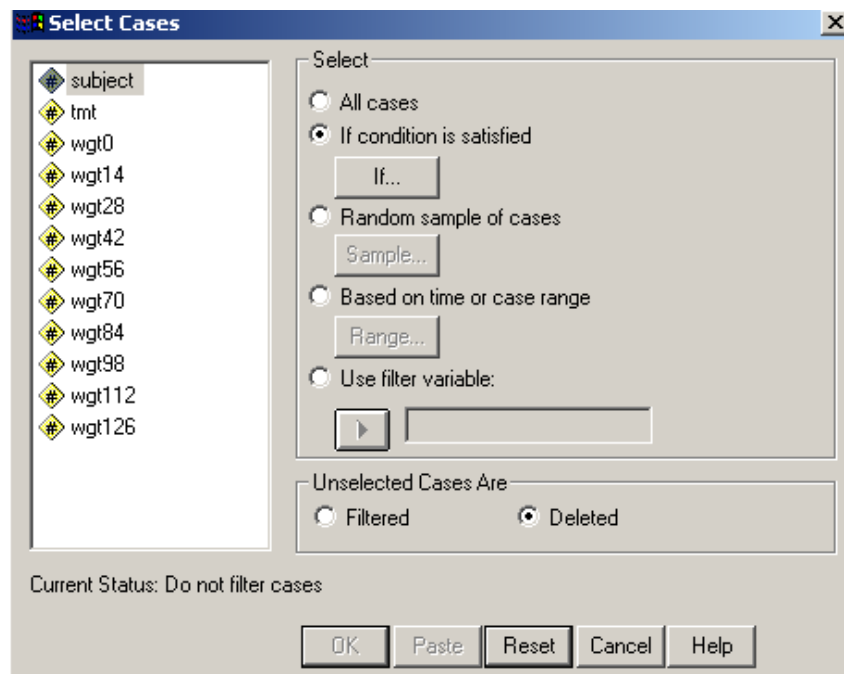 Select Cases
subject
tmt
wgt0
wgt14
wgt28
wgt42
wgt56
wgt70
wgt84
wgt98
wgt112
wgt126
Select
All cases
If condition is satisfied
If...
Random sample of cases
Sample...
Based on time or case range
Range...
Use filter variable:
Unselected Cases Are
Filtered Deleted
Current Status: Do not filter cases
OK Paste Reset Cancel Help